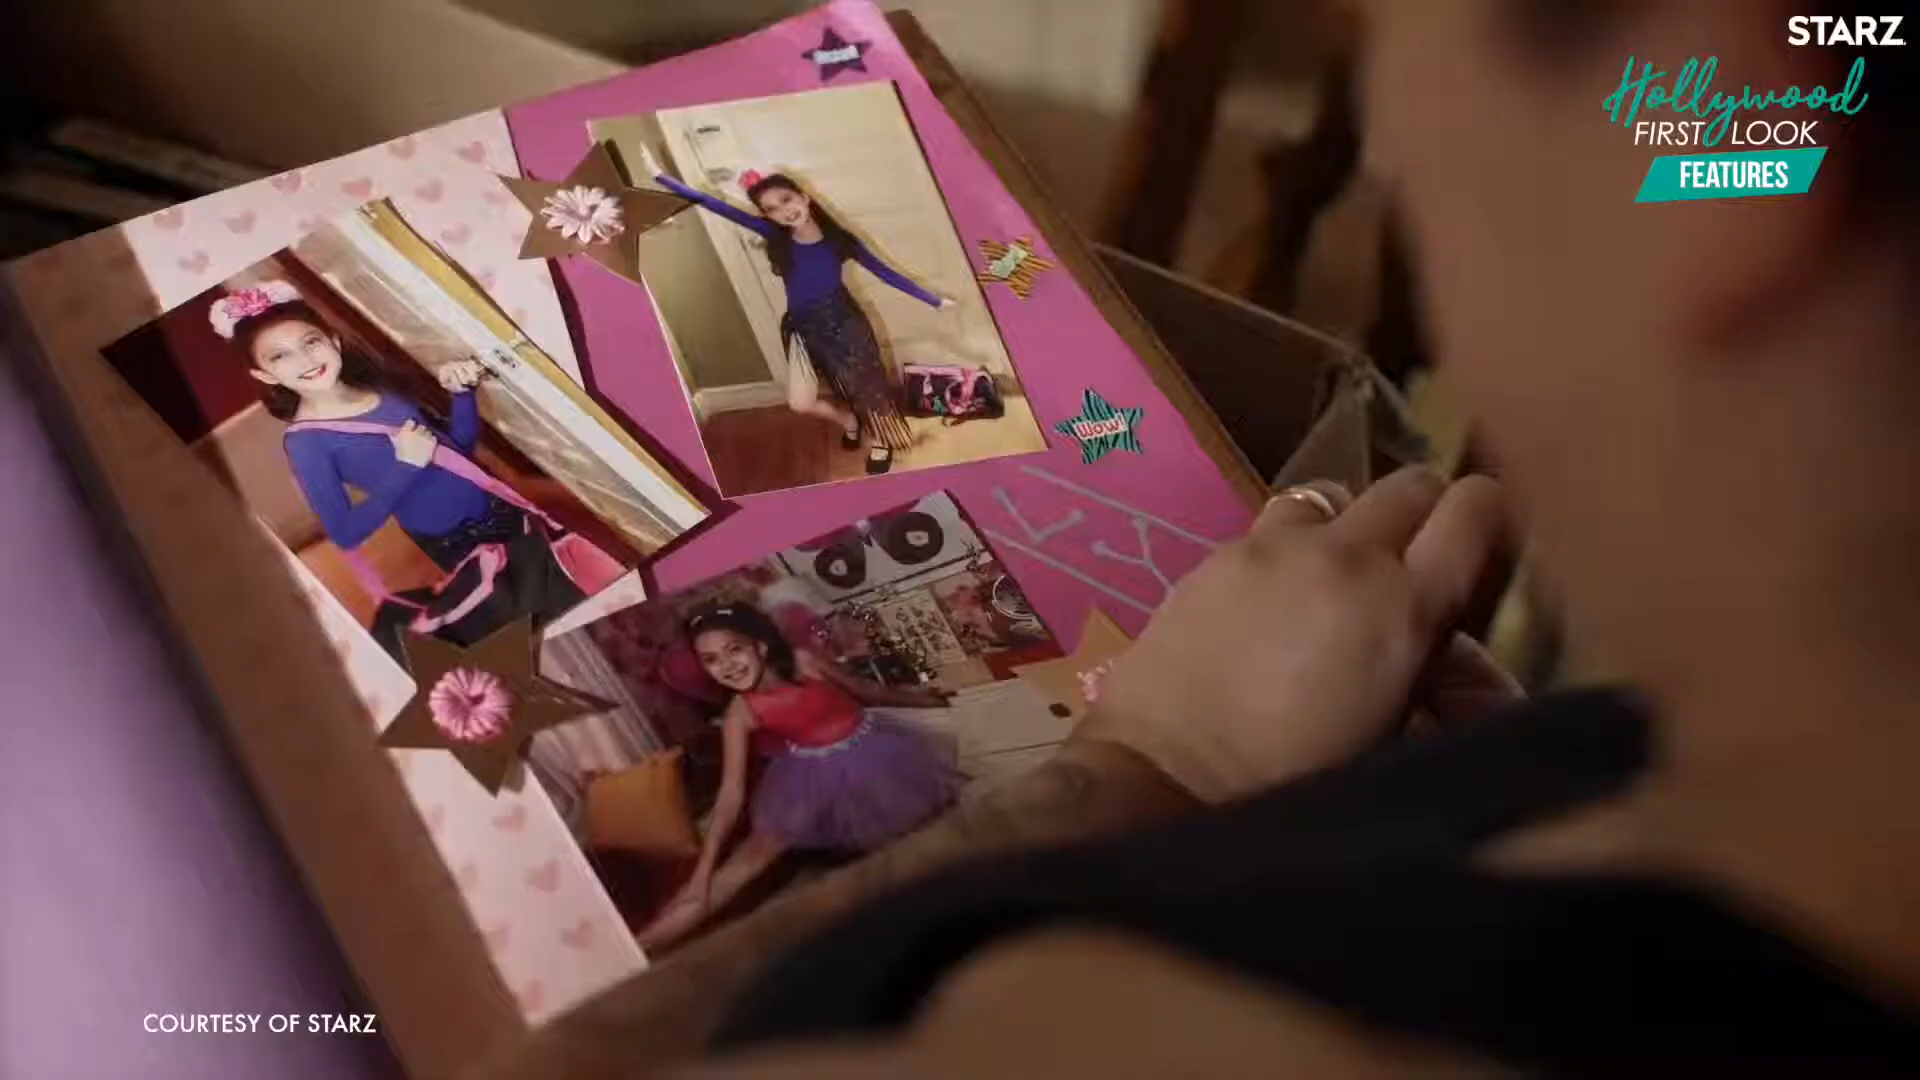 STARZ
Hollywood
FIRST LOOK
FEATURES
Wow!
COURTESY OF STARZ